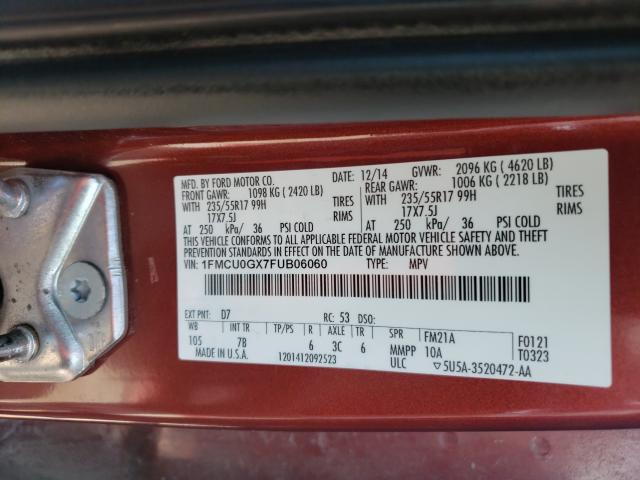 MFD. BY FORD MOTOR CO.
DATE: 12/14 GVWR: 2096 KG ( 4620 LB)
FRONT GAWR: 1098 KG ( 2420 LB)
REAR GAWR: 1006 KG ( 2218 LB)
WITH 235/55R17 99H TIRES
235/55R17 99H TIRES
17X7.5J RIMS
17X7.5J RIMS
AT 250 kPa/ 36 PSI COLD
AT 250 kPa/ 36 PSI COLD
THIS VEHICLE CONFORMS TO ALL APPLICABLE FEDERAL MOTOR VEHICLE SAFETY AND THEFT
PREVENTION STANDARDS IN EFFECT ON THE DATE OF MANUFACTURE SHOWN ABOVE.
VIN: 1FMCU0GX7FUB06060 TYPE: MPV
EXT PNT: D7 RC: 53 DSO:
WB INT TR TP/PS R AXLE TR SPR FM21A F0121
105 7B 6 3C 6 MMPP 10A T0323
MADE IN U.S.A. 1201412092523 ULC ▽5U5A-3520472-AA